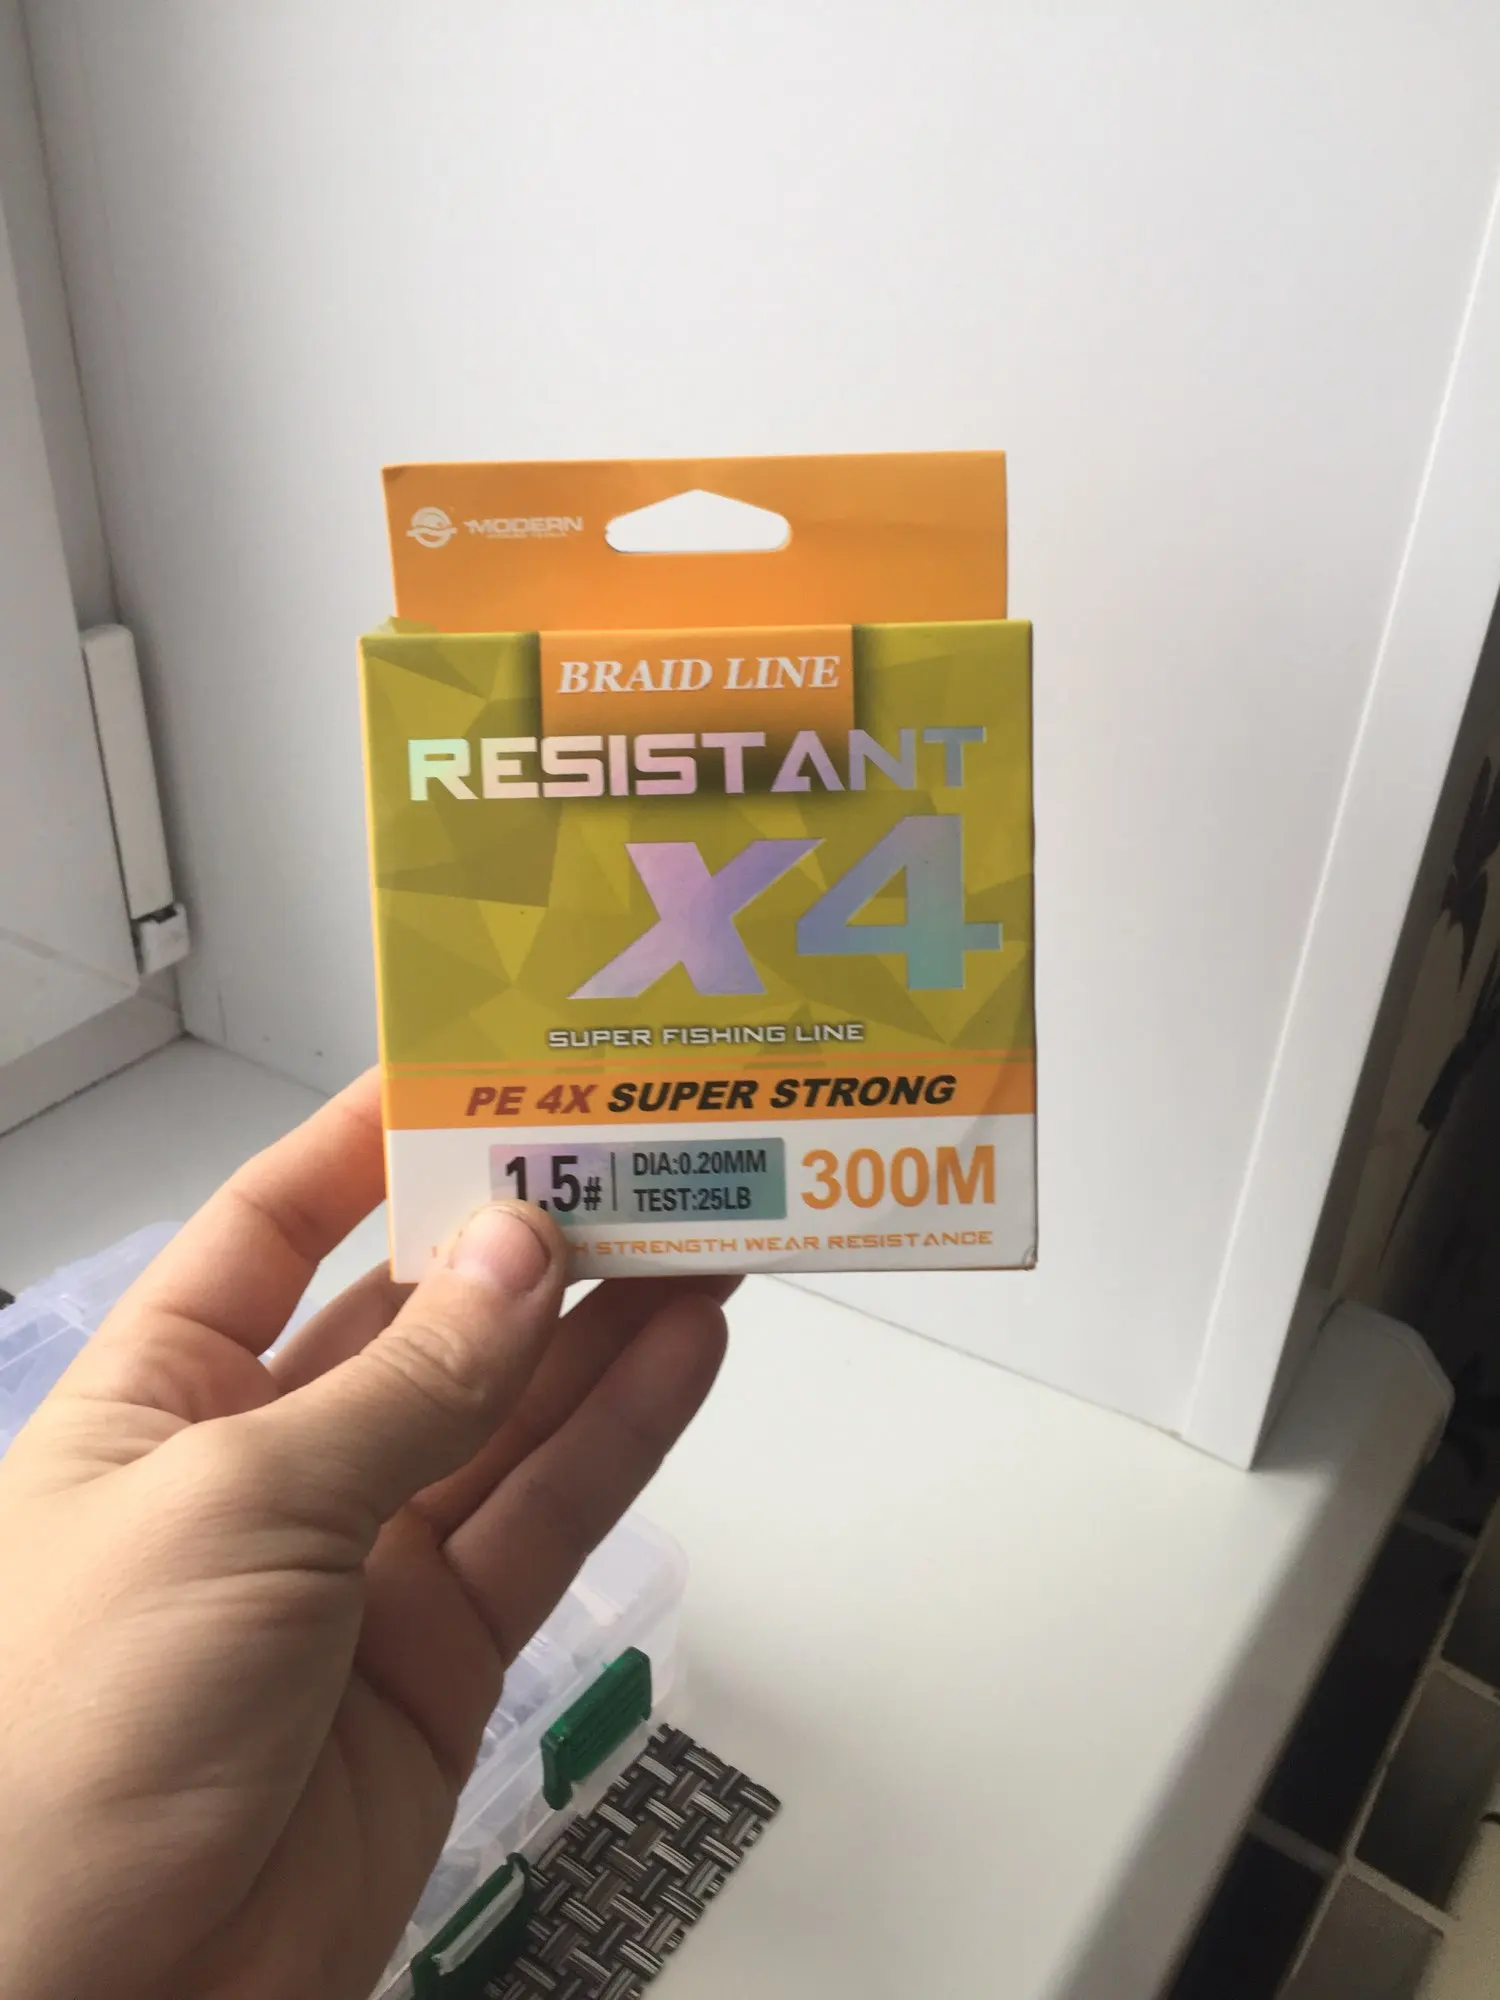 MODERN
BRAID LINE
RESISTANT
X4
SUPER FISHING LINE
PE 4X SUPER STRONG
1.5#
DIA:0.20MM
TEST:25LB
300M
STRENGTH WEAR RESISTANCE